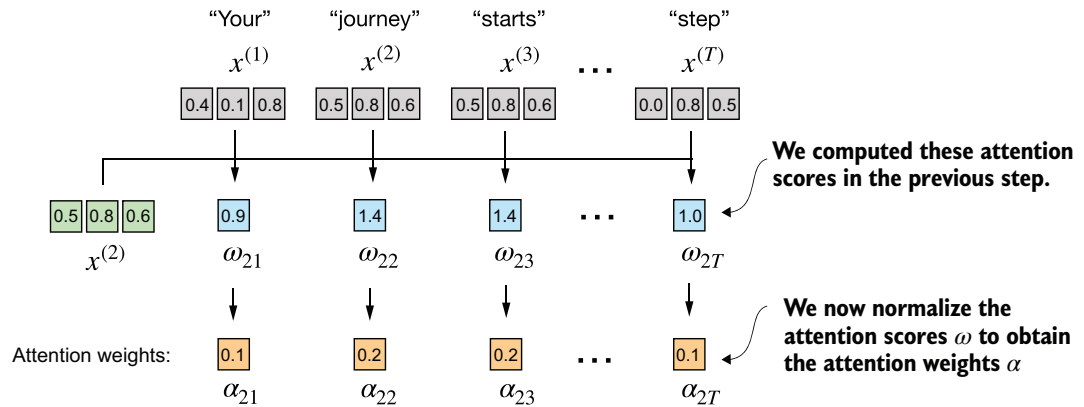 “Your” “journey” “starts” “step”
x⁽¹⁾ x⁽²⁾ x⁽³⁾ ... x⁽ᵀ⁾
0.4 0.1 0.8 0.5 0.8 0.6 0.5 0.8 0.6 0.0 0.8 0.5
We computed these attention
scores in the previous step.
0.5 0.8 0.6 0.9 1.4 1.4 ... 1.0
x⁽²⁾ ω₂₁ ω₂₂ ω₂₃ ω₂T
We now normalize the
attention scores ω to obtain
the attention weights α
Attention weights: 0.1 0.2 0.2 ... 0.1
α₂₁ α₂₂ α₂₃ α₂T